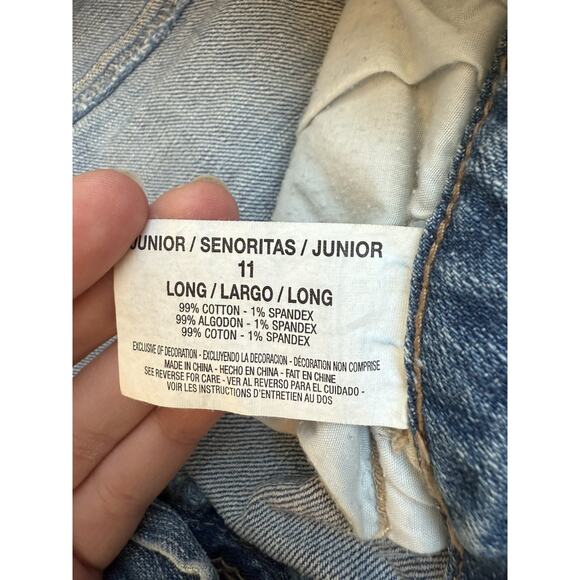 JUNIOR / SENORITAS / JUNIOR
11
LONG / LARGO / LONG
99% COTTON - 1% SPANDEX
99% ALGODON - 1% SPANDEX
99% COTON - 1% SPANDEX
EXCLUSIVE OF DECORATION - EXCLUYENDO LA DECORACION - DÉCORATION NON COMPRISE
MADE IN CHINA - HECHO EN CHINA - FAIT EN CHINE
SEE REVERSE FOR CARE - VER AL REVERSO PARA EL CUIDADO -
VOIR LES INSTRUCTIONS D'ENTRETIEN AU DOS